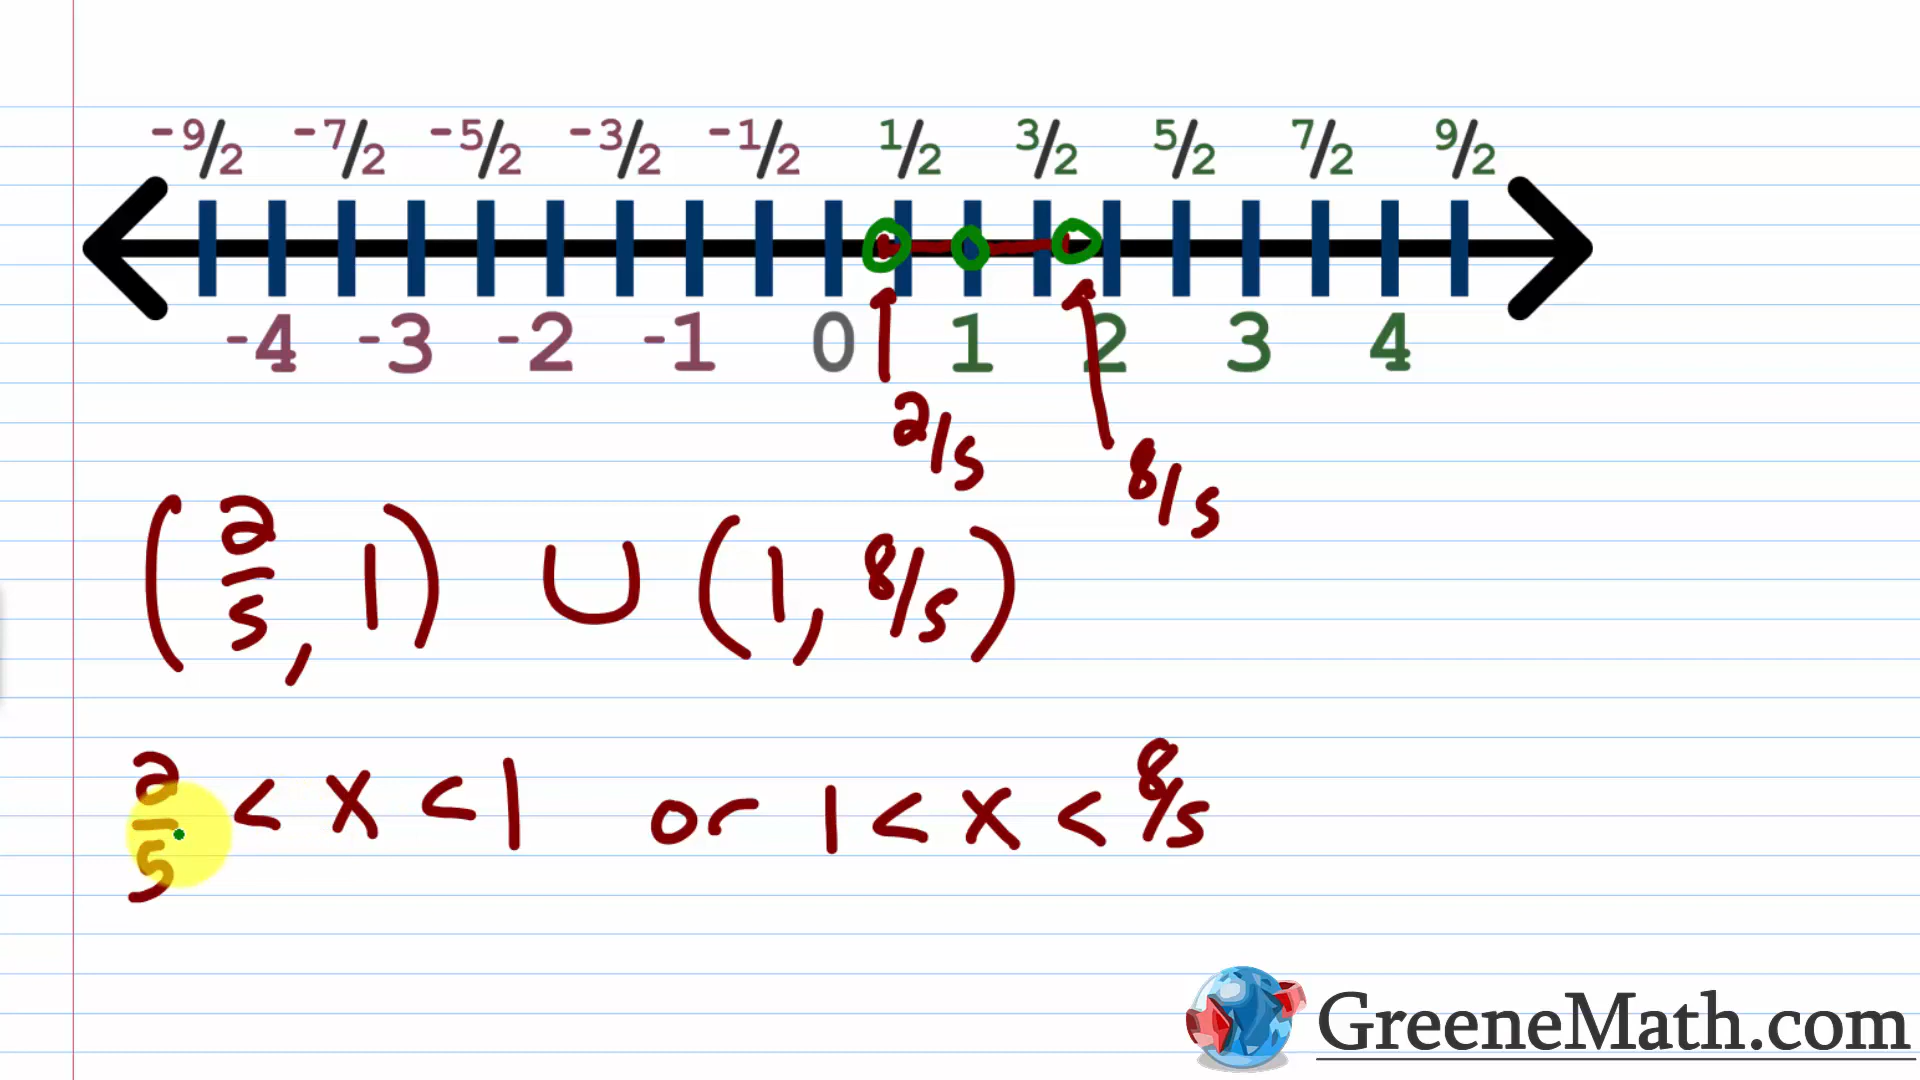 -9/2 -7/2 -5/2 -3/2 -1/2 1/2 3/2 5/2 7/2 9/2
-4 -3 -2 -1 0 1 2 3 4
2/5
8/5
(2/5, 1) ∪ (1, 8/5)
2/5 < x < 1 or 1 < x < 8/5
GreeneMath.com